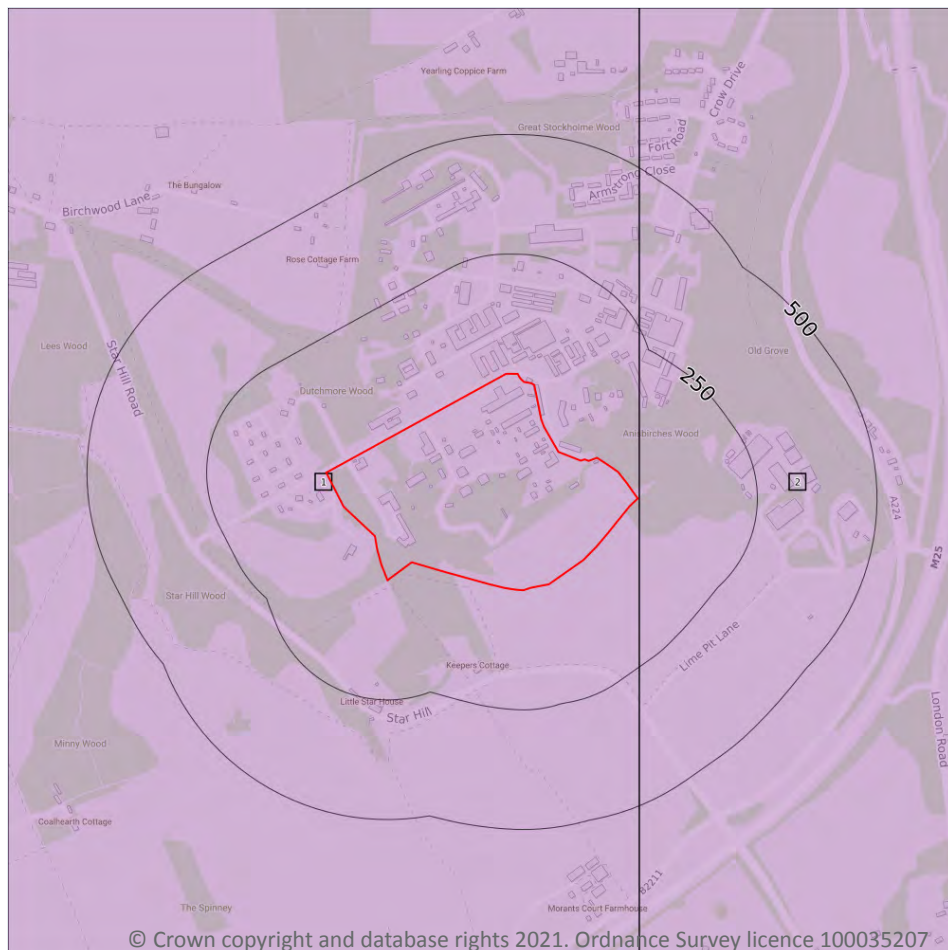 Yearling Coppice Farm
Crow Drive
Great Stockholme Wood
Fort Road
Armstrong Close
The Bungalow
Birchwood Lane
Rose Cottage Farm
500
Lees Wood
Star Hill Road
Old Grove
250
Dutchmore Wood
Anisbirches Wood
1
2
A224
M25
Star Hill Wood
Lime Pit Lane
Keepers Cottage
Little Star House
Star Hill
London Road
Minny Wood
Coalhearth Cottage
B2211
The Spinney
Morants Court Farmhouse
© Crown copyright and database rights 2021. Ordnance Survey licence 100035207